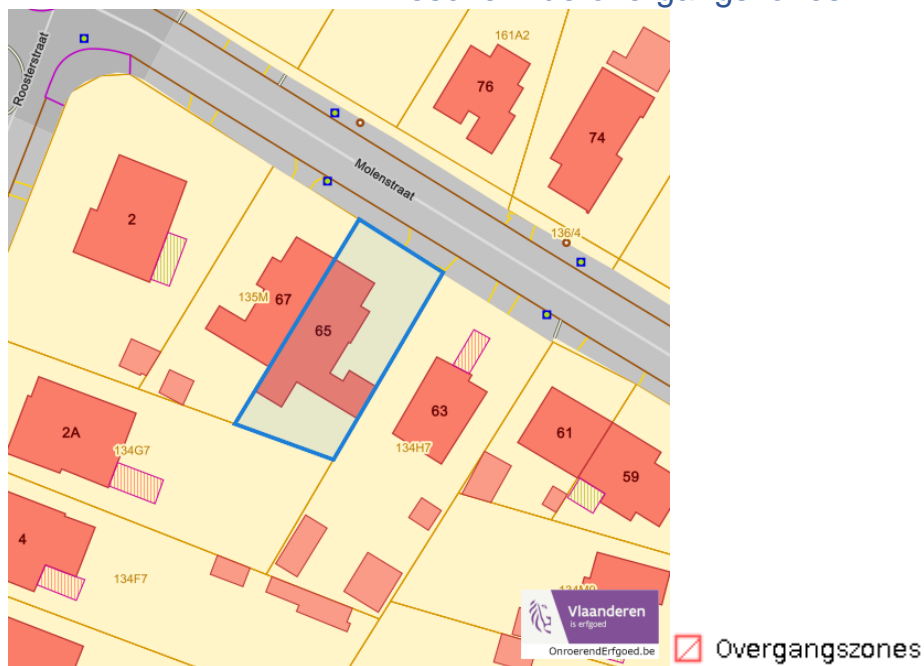 Roosterstraat
161A2
76
74
Molenstraat
2
136/4
135M
67
65
63
61
2A
134G7
134H7
59
4
134F7
Vlaanderen
is erfgoed
OnroerendErfgoed.be
Overgangszones